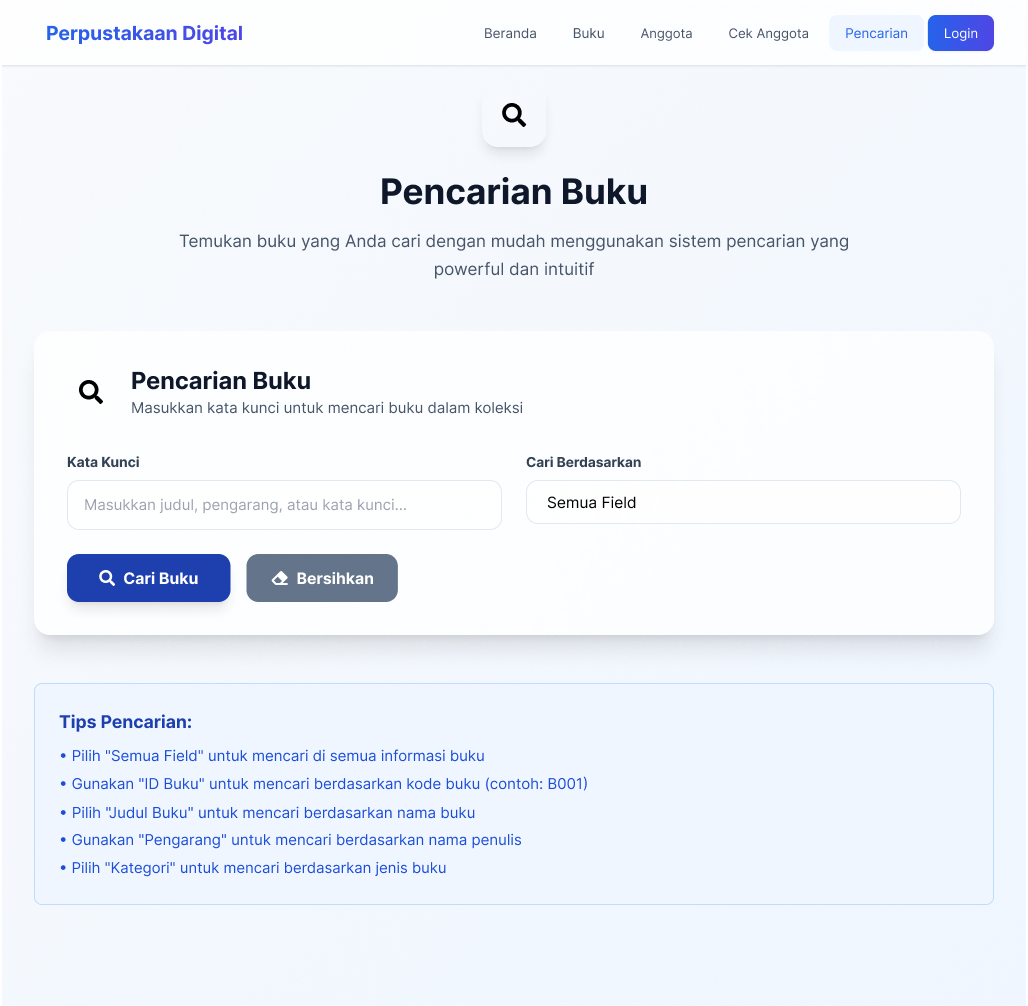 Perpustakaan Digital
Beranda
Buku
Anggota
Cek Anggota
Pencarian
Login
Pencarian Buku
Temukan buku yang Anda cari dengan mudah menggunakan sistem pencarian yang
powerful dan intuitif
Pencarian Buku
Masukkan kata kunci untuk mencari buku dalam koleksi
Kata Kunci
Masukkan judul, pengarang, atau kata kunci...
Cari Berdasarkan
Semua Field
Cari Buku
Bersihkan
Tips Pencarian:
• Pilih "Semua Field" untuk mencari di semua informasi buku
• Gunakan "ID Buku" untuk mencari berdasarkan kode buku (contoh: B001)
• Pilih "Judul Buku" untuk mencari berdasarkan nama buku
• Gunakan "Pengarang" untuk mencari berdasarkan nama penulis
• Pilih "Kategori" untuk mencari berdasarkan jenis buku